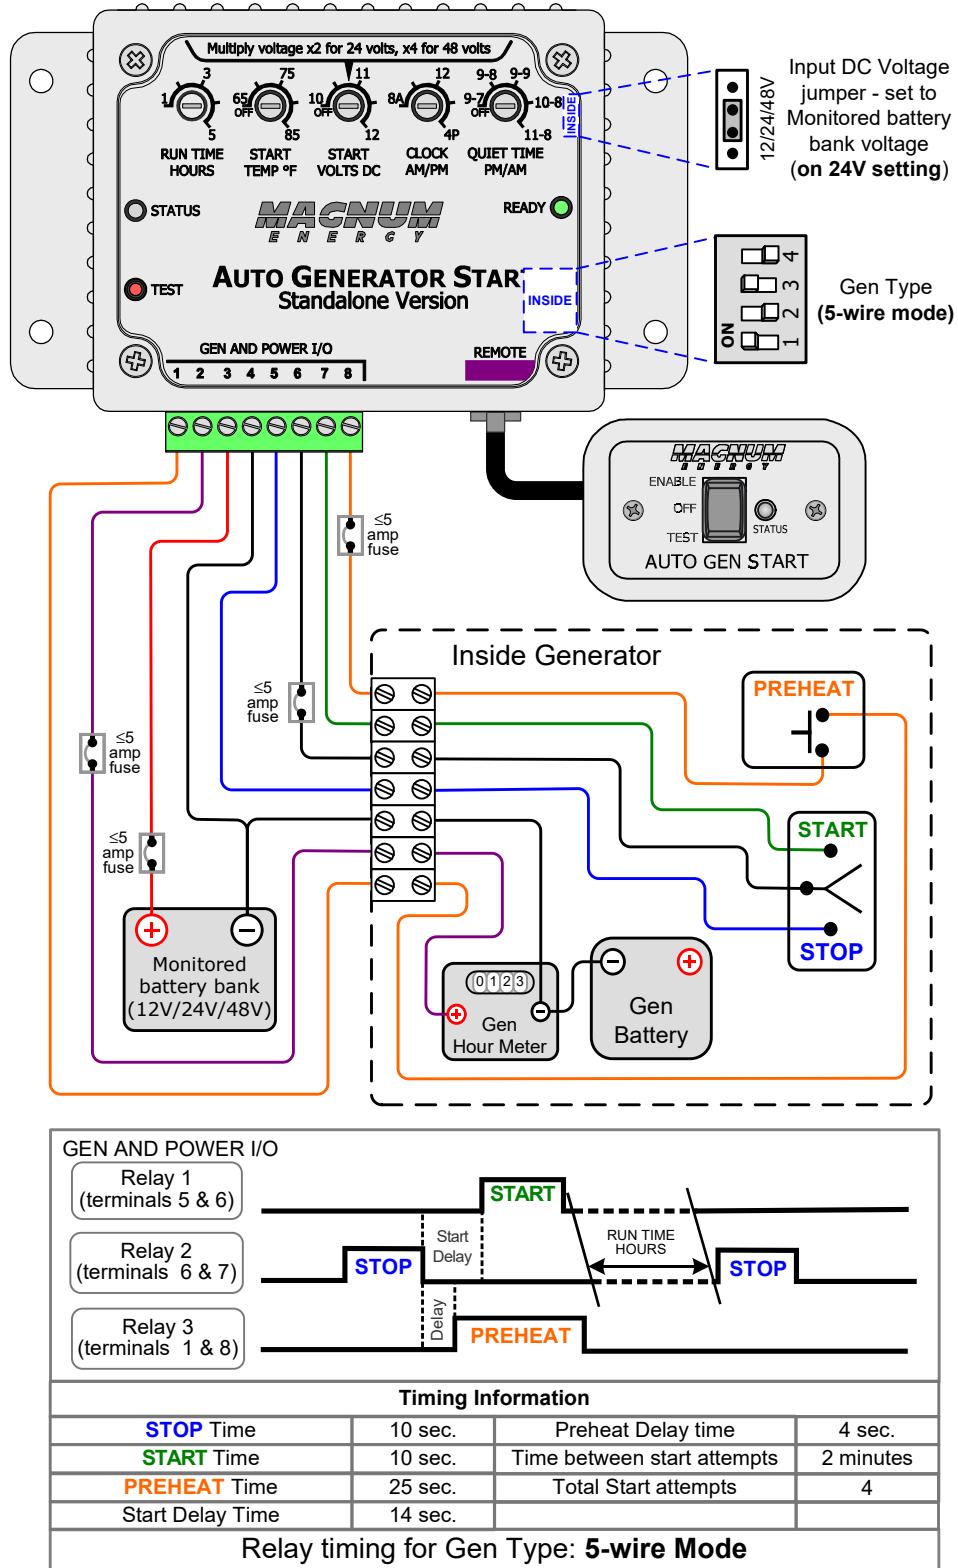 Multiply voltage x2 for 24 volts, x4 for 48 volts
3
1
5
RUN TIME
HOURS
75
65
OFF
85
START
TEMP ºF
11
10
OFF
12
START
VOLTS DC
12
8A
4P
CLOCK
AM/PM
9-8 9-9
9-7
OFF
10-8
11-8
QUIET TIME
PM/AM
INSIDE
12/24/48V
Input DC Voltage
jumper - set to
Monitored battery
bank voltage
(on 24V setting)
STATUS
MAGNUM
ENERGY
READY
TEST
AUTO GENERATOR START
Standalone Version
INSIDE
ON
1 2 3 4
Gen Type
(5-wire mode)
GEN AND POWER I/O
1 2 3 4 5 6 7 8
REMOTE
MAGNUM
ENERGY
ENABLE
OFF
TEST
STATUS
AUTO GEN START
≤5
amp
fuse
≤5
amp
fuse
≤5
amp
fuse
≤5
amp
fuse
Inside Generator
PREHEAT
START
STOP
+
−
Monitored
battery bank
(12V/24V/48V)
0 1 2 3
+
−
Gen
Hour Meter
−
+
Gen
Battery
GEN AND POWER I/O
Relay 1
(terminals 5 & 6)
START
Start
Delay
RUN TIME
HOURS
Relay 2
(terminals 6 & 7)
STOP
STOP
Relay 3
(terminals 1 & 8)
Delay
PREHEAT
Timing Information
STOP Time 10 sec. Preheat Delay time 4 sec.
START Time 10 sec. Time between start attempts 2 minutes
PREHEAT Time 25 sec. Total Start attempts 4
Start Delay Time 14 sec.
Relay timing for Gen Type: 5-wire Mode